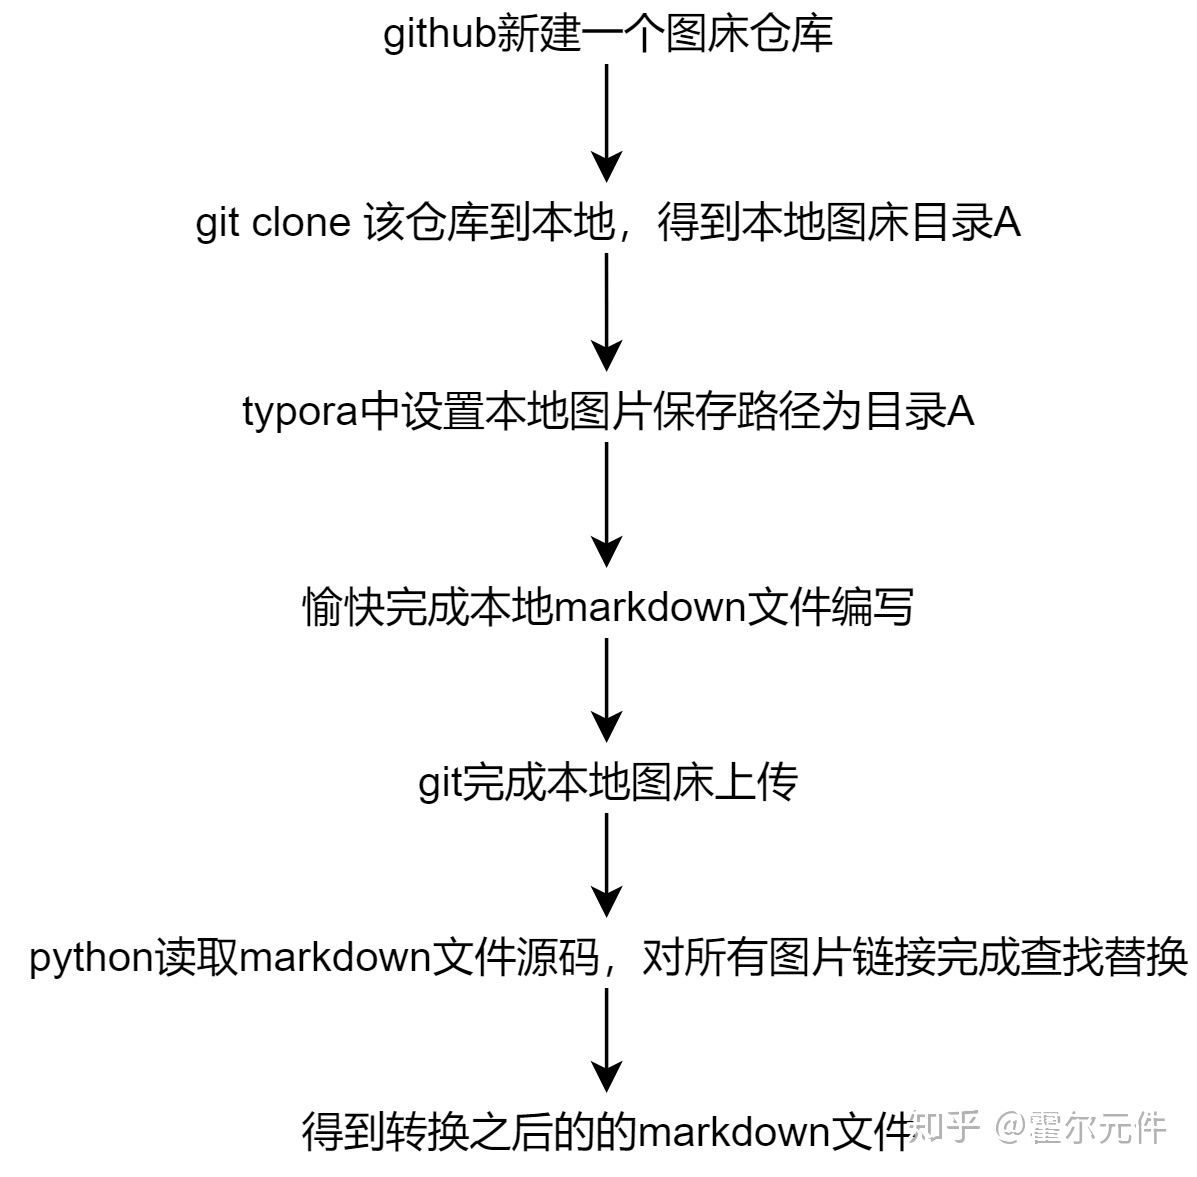 github新建一个图床仓库
git clone 该仓库到本地，得到本地图床目录A
typora中设置本地图片保存路径为目录A
愉快完成本地markdown文件编写
git完成本地图床上传
python读取markdown文件源码，对所有图片链接完成查找替换
得到转换之后的的markdown文件
知乎 @霍尔元件